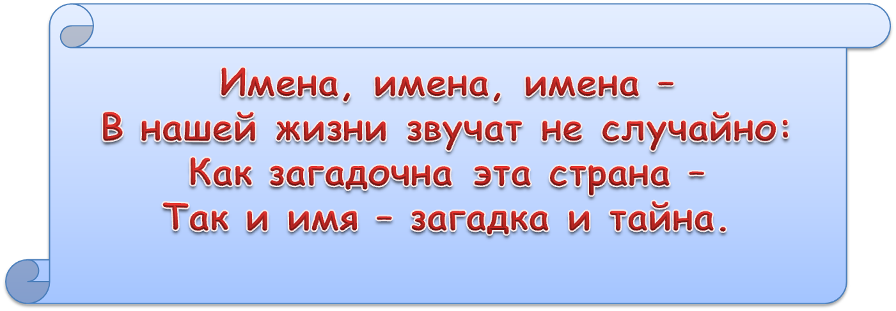 Имена, имена, имена –
В нашей жизни звучат не случайно:
Как загадочна эта страна –
Так и имя – загадка и тайна.